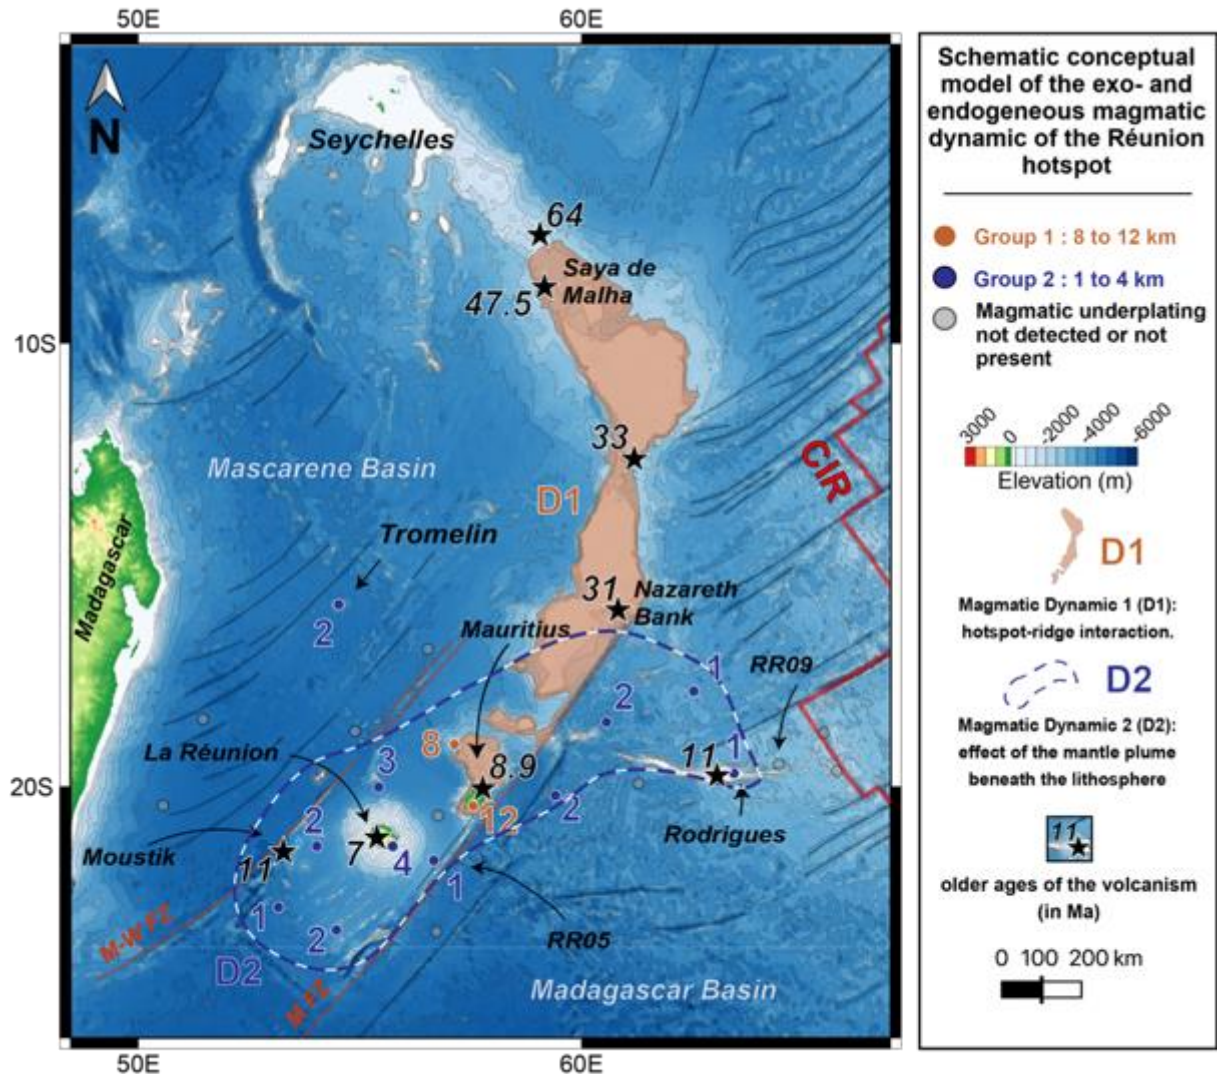 50E 60E
N
Seychelles
64
Saya de
Malha
47.5
10S
33
CIR
Mascarene Basin
D1
Madagascar
Tromelin
31
Nazareth
Bank
2
Mauritius
1
RR09
2
La Réunion
8
3
8.9
11
1
20S
2
12
2
Rodrigues
Moustik
11
7
4
1
1
2
RR05
M-W FZ
D2
M FZ
Madagascar Basin
50E 60E
Schematic conceptual
model of the exo- and
endogeneous magmatic
dynamic of the Réunion
hotspot
Group 1 : 8 to 12 km
Group 2 : 1 to 4 km
Magmatic underplating
not detected or not
present
3000 0 -2000 -4000 -6000
Elevation (m)
D1
Magmatic Dynamic 1 (D1):
hotspot-ridge interaction.
D2
Magmatic Dynamic 2 (D2):
effect of the mantle plume
beneath the lithosphere
11
older ages of the volcanism
(in Ma)
0 100 200 km